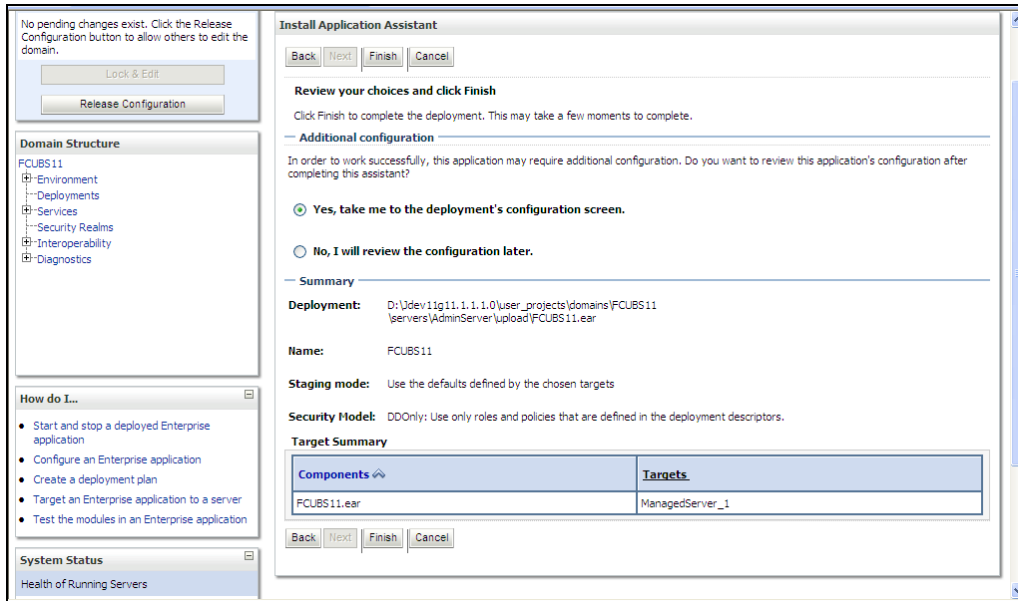 No pending changes exist. Click the Release
Configuration button to allow others to edit the
domain.
Lock & Edit
Release Configuration
Domain Structure
FCUBS11
Environment
Deployments
Services
Security Realms
Interoperability
Diagnostics
How do I...
Start and stop a deployed Enterprise
application
Configure an Enterprise application
Create a deployment plan
Target an Enterprise application to a server
Test the modules in an Enterprise application
System Status
Health of Running Servers
Install Application Assistant
Back Next Finish Cancel
Review your choices and click Finish
Click Finish to complete the deployment. This may take a few moments to complete.
Additional configuration
In order to work successfully, this application may require additional configuration. Do you want to review this application's configuration after
completing this assistant?
Yes, take me to the deployment's configuration screen.
No, I will review the configuration later.
Summary
Deployment: D:\Jdev11g11.1.1.1.0\user_projects\domains\FCUBS11
\servers\AdminServer\upload\FCUBS11.ear
Name: FCUBS11
Staging mode: Use the defaults defined by the chosen targets
Security Model: DDOnly: Use only roles and policies that are defined in the deployment descriptors.
Target Summary
Components Targets
FCUBS11.ear ManagedServer_1
Back Next Finish Cancel